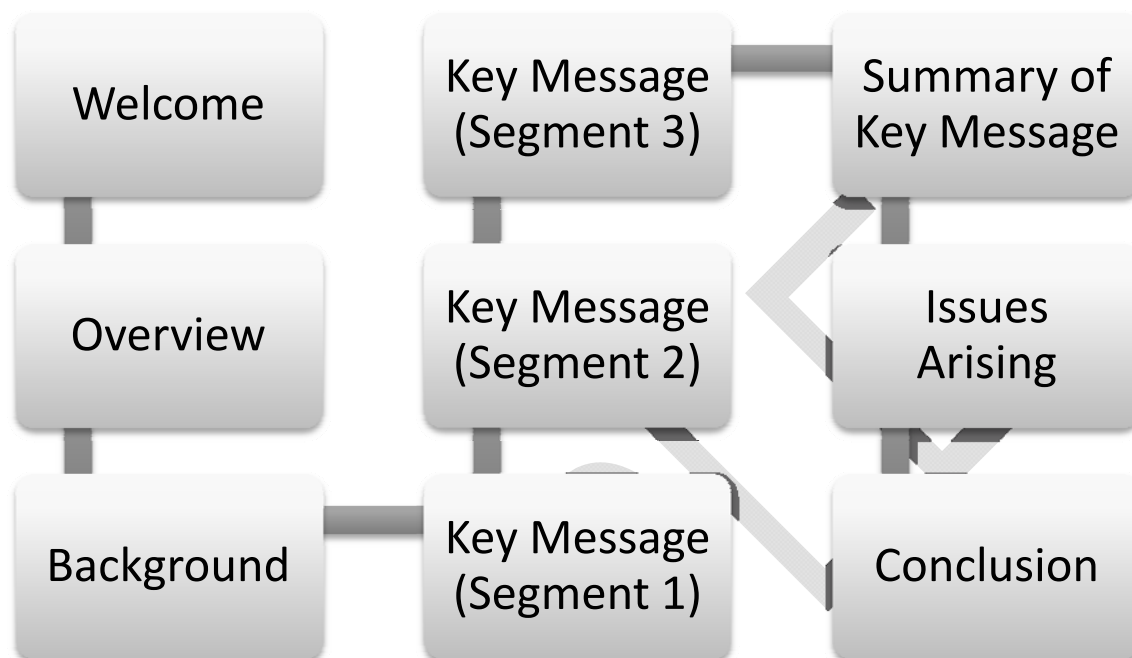 Welcome
Overview
Background
Key Message
(Segment 1)
Key Message
(Segment 2)
Key Message
(Segment 3)
Summary of
Key Message
Issues
Arising
Conclusion